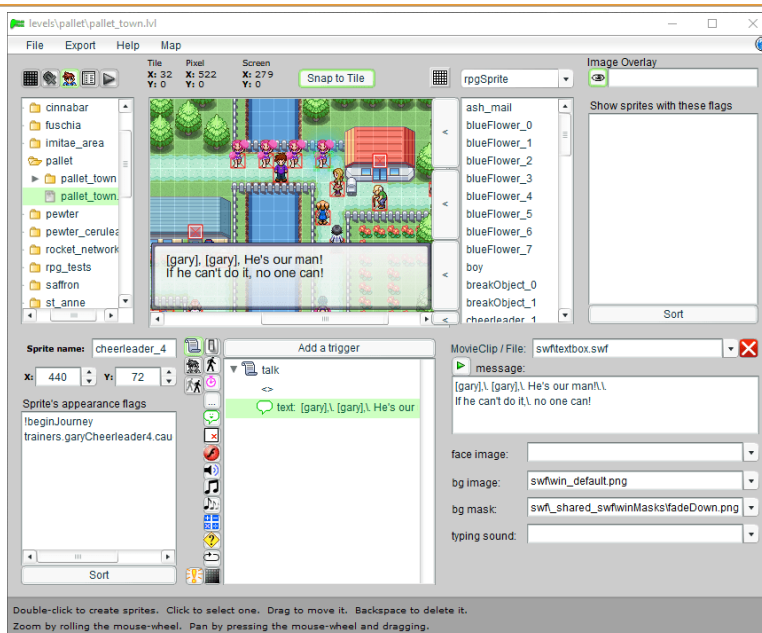 levels\pallet\pallet_town.lvl
File Export Help Map
Tile Pixel Screen
X: 32 X: 522 X: 279
Y: 0 Y: 0 Y: 0
Snap to Tile
rpgSprite
Image Overlay
cinnabar
fuschia
imitae_area
pallet
pallet_town
pallet_town.
pewter
pewter_cerulea
rocket_network
rpg_tests
saffron
st_anne
[gary], [gary], He's our man!
If he can't do it, no one can!
<
<
<
<
ash_mail
blueFlower_0
blueFlower_1
blueFlower_2
blueFlower_3
blueFlower_4
blueFlower_5
blueFlower_6
blueFlower_7
boy
breakObject_0
breakObject_1
cheerleader_1
Show sprites with these flags
Sort
Sprite name: cheerleader_4
X: 440 Y: 72
Sprite's appearance flags
!beginJourney
trainers.garyCheerleader4.cau
Sort
...
Add a trigger
talk
<>
text: [gary],\. [gary],\. He's our
MovieClip / File: swf\textbox.swf
message:
[gary],\. [gary],\. He's our man!\.\.
If he can't do it,\. no one can!
face image:
bg image: swf\win_default.png
bg mask: swf\_shared_swf\winMasks\fadeDown.png
typing sound:
Double-click to create sprites. Click to select one. Drag to move it. Backspace to delete it.
Zoom by rolling the mouse-wheel. Pan by pressing the mouse-wheel and dragging.